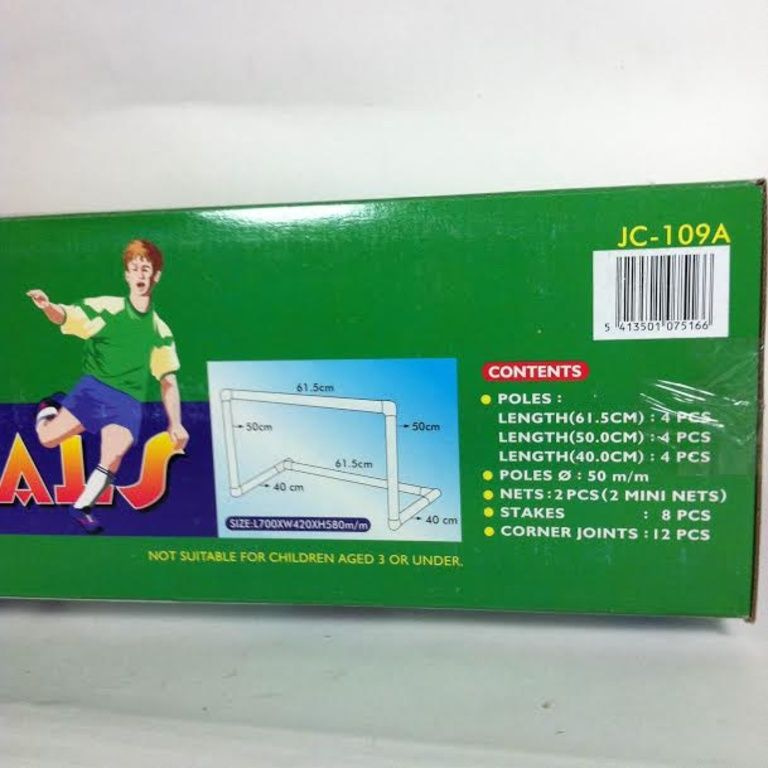 JC-109A
5 413501 075166
ALS
61.5cm
50cm
50cm
61.5cm
40 cm
40 cm
SIZE:L700XW420XH580m/m
CONTENTS
POLES :
LENGTH(61.5CM) : 4 PCS
LENGTH(50.0CM) : 4 PCS
LENGTH(40.0CM) : 4 PCS
POLES Ø : 50 m/m
NETS : 2 PCS (2 MINI NETS)
STAKES : 8 PCS
CORNER JOINTS : 12 PCS
NOT SUITABLE FOR CHILDREN AGED 3 OR UNDER.